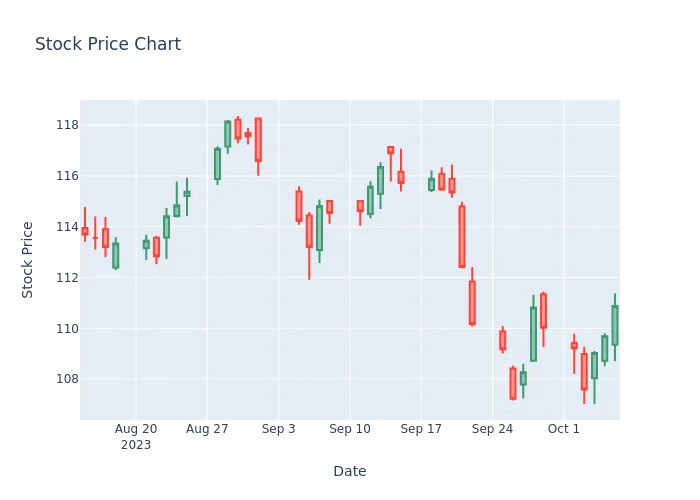 Stock Price Chart
118
116
114
112
110
108
Stock Price
Aug 20
2023
Aug 27
Sep 3
Sep 10
Sep 17
Sep 24
Oct 1
Date